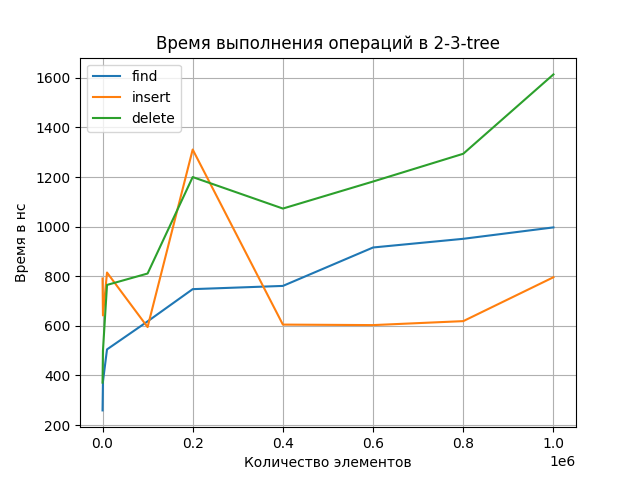 Время выполнения операций в 2-3-tree
find
insert
delete
Время в нс
1600
1400
1200
1000
800
600
400
200
0.0 0.2 0.4 0.6 0.8 1.0
1e6
Количество элементов